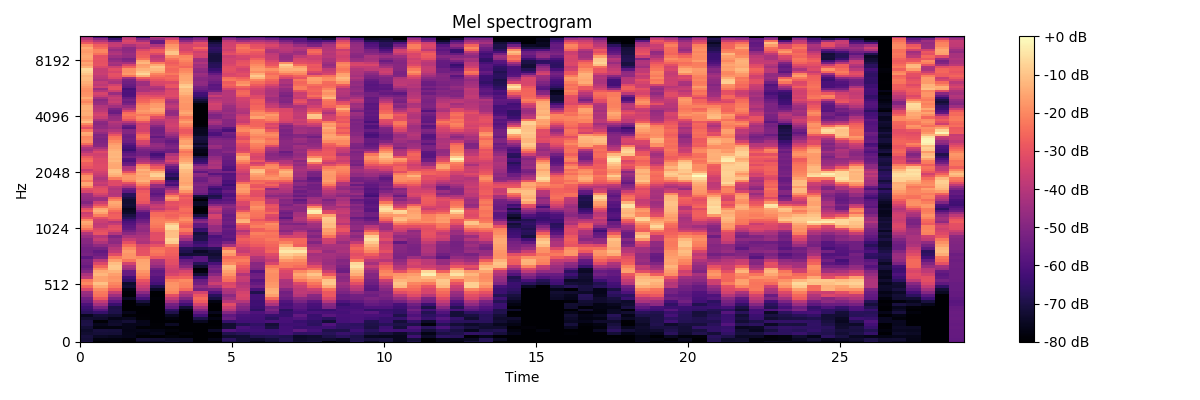 Mel spectrogram
8192
4096
2048
1024
512
0
Hz
0 5 10 15 20 25
Time
+0 dB
-10 dB
-20 dB
-30 dB
-40 dB
-50 dB
-60 dB
-70 dB
-80 dB